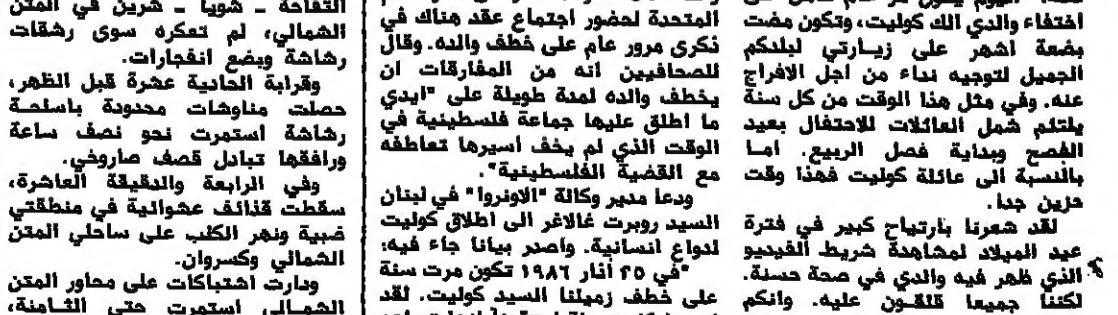 اختفاء والدي الك كوليت، وتكون مضت
بضعة اشهر على زيارتي لبلدكم
الجميل لتوجيه نداء من اجل الافراج
عنه. وفي مثل هذا الوقت من كل سنة
يلتئم شمل العائلات للاحتفال بعيد
الفصح وبداية فصل الربيع. اما
بالنسبة الى عائلة كوليت فهذا وقت
حزين جدا.
لقد شعرنا بارتياح كبير في فترة
عيد الميلاد لمشاهدة شريط الفيديو
الذي ظهر فيه والدي في صحة حسنة.
لكننا جميعا قلقون عليه. وانكم
المتحدة لحضور اجتماع عقد هناك في
ذكرى مرور عام على خطف والده. وقال
للصحافيين انه من المفارقات ان
يخطف والده لمدة طويلة على "ايدي
ما اطلق عليها جماعة فلسطينية في
الوقت الذي لم يخف اسيرها تعاطفه
مع القضية الفلسطينية".
ودعا مدير وكالة "الاونروا" في لبنان
السيد روبرت غالاغر الى اطلاق كوليت
لدواع انسانية. واصدر بيانا جاء فيه:
"في ٢٥ آذار ١٩٨٦ تكون مرت سنة
على خطف زميلنا السيد كوليت. لقد
التفاحة - شويا - شرين في المتن
الشمالي، لم تعكره سوى رشقات
رشاشة وبضع انفجارات.
وقرابة الحادية عشرة قبل الظهر،
حصلت مناوشات محدودة باسلحة
رشاشة استمرت نحو نصف ساعة
ورافقها تبادل قصف صاروخي.
وفي الرابعة والدقيقة العاشرة،
سقطت قذائف عشوائية في منطقتي
ضبية ونهر الكلب على ساحلي المتن
الشمالي وكسروان.
ودارت اشتباكات على محاور المتن
الشمالي استمرت حتى الثامنة،